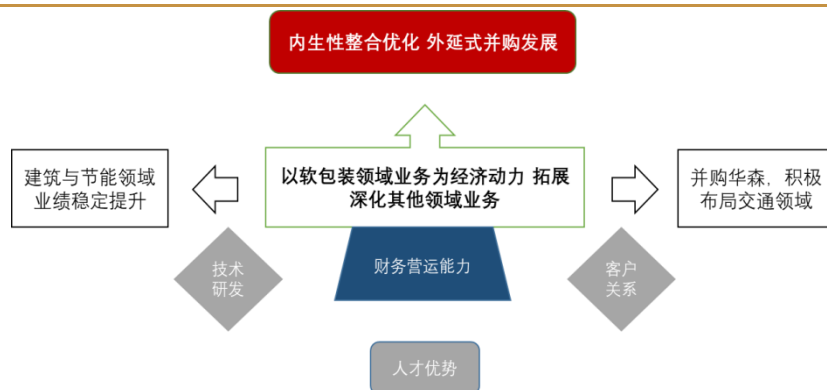 内生性整合优化 外延式并购发展
建筑与节能领域
业绩稳定提升
以软包装领域业务为经济动力 拓展
深化其他领域业务
并购华森，积极
布局交通领域
技术
研发
财务营运能力
客户
关系
人才优势